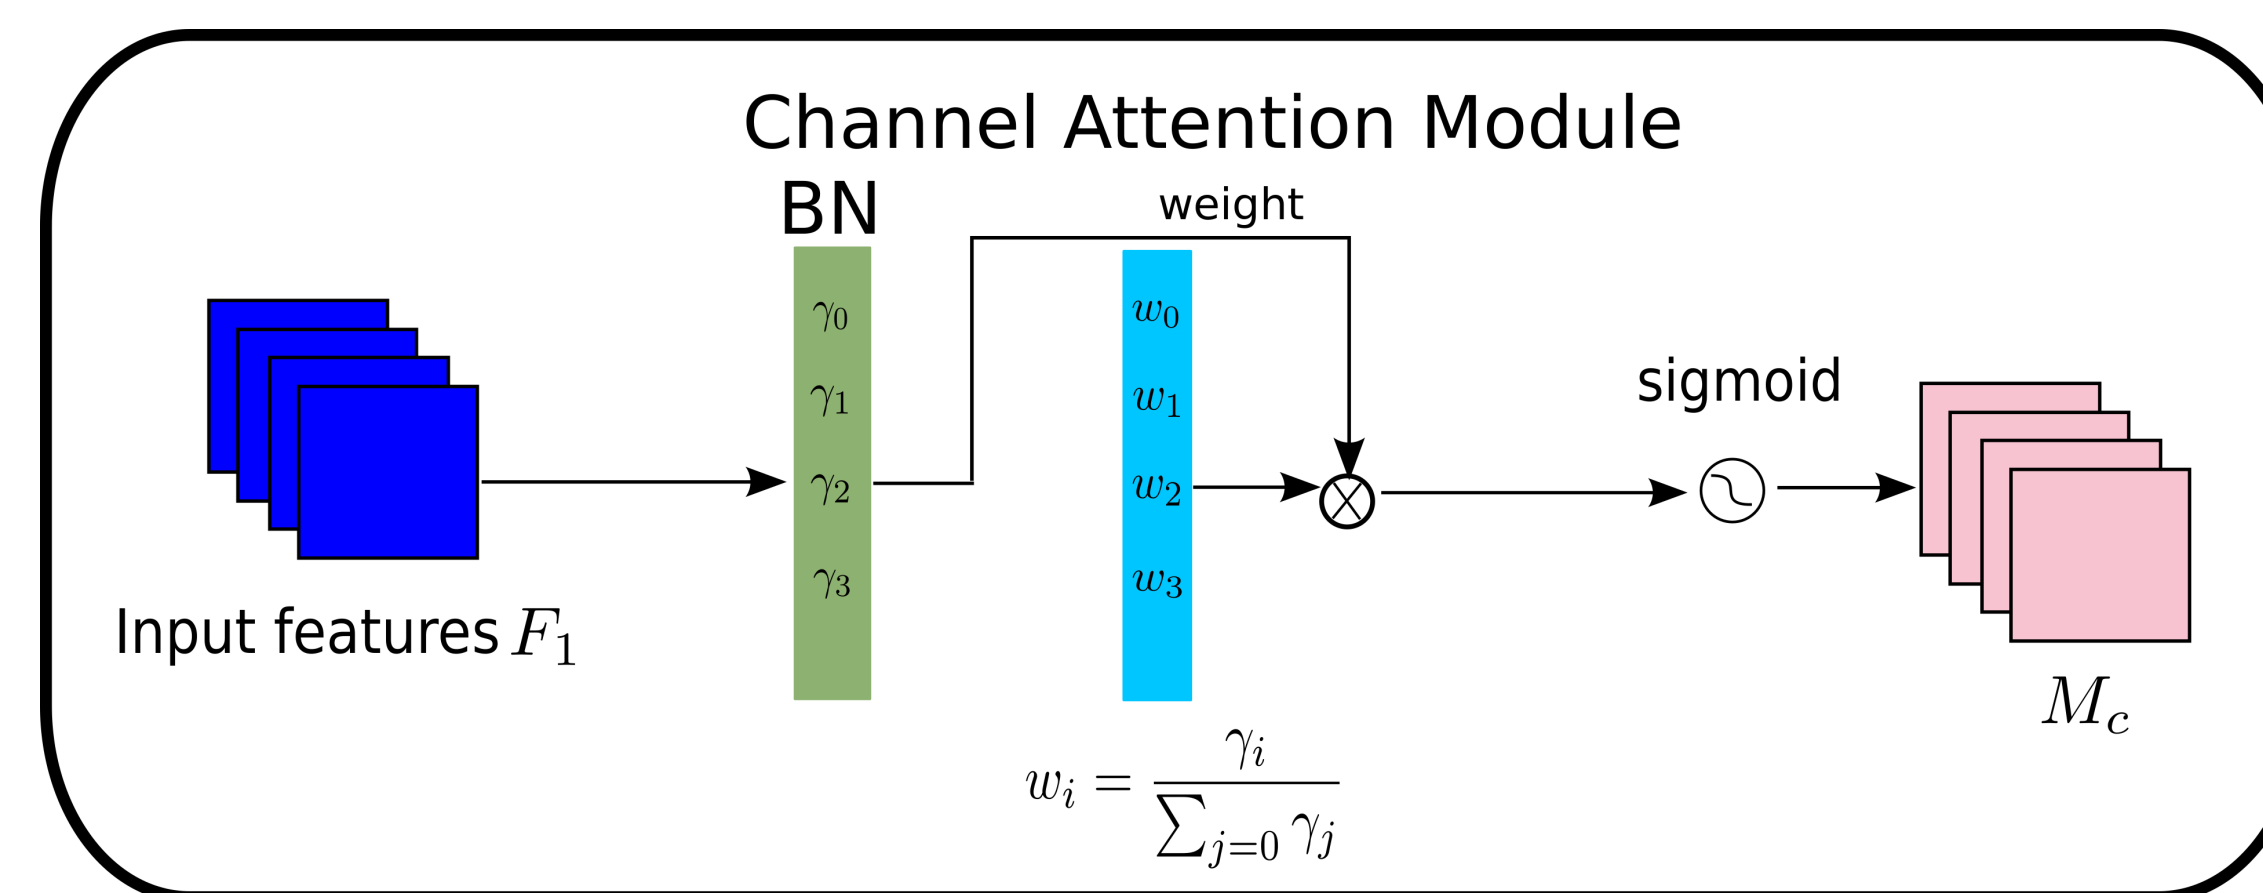 Channel Attention Module
BN
weight
γ0
γ1
γ2
γ3
w0
w1
w2
w3
sigmoid
Input features F1
Mc
wi = γi / ∑j=0 γj